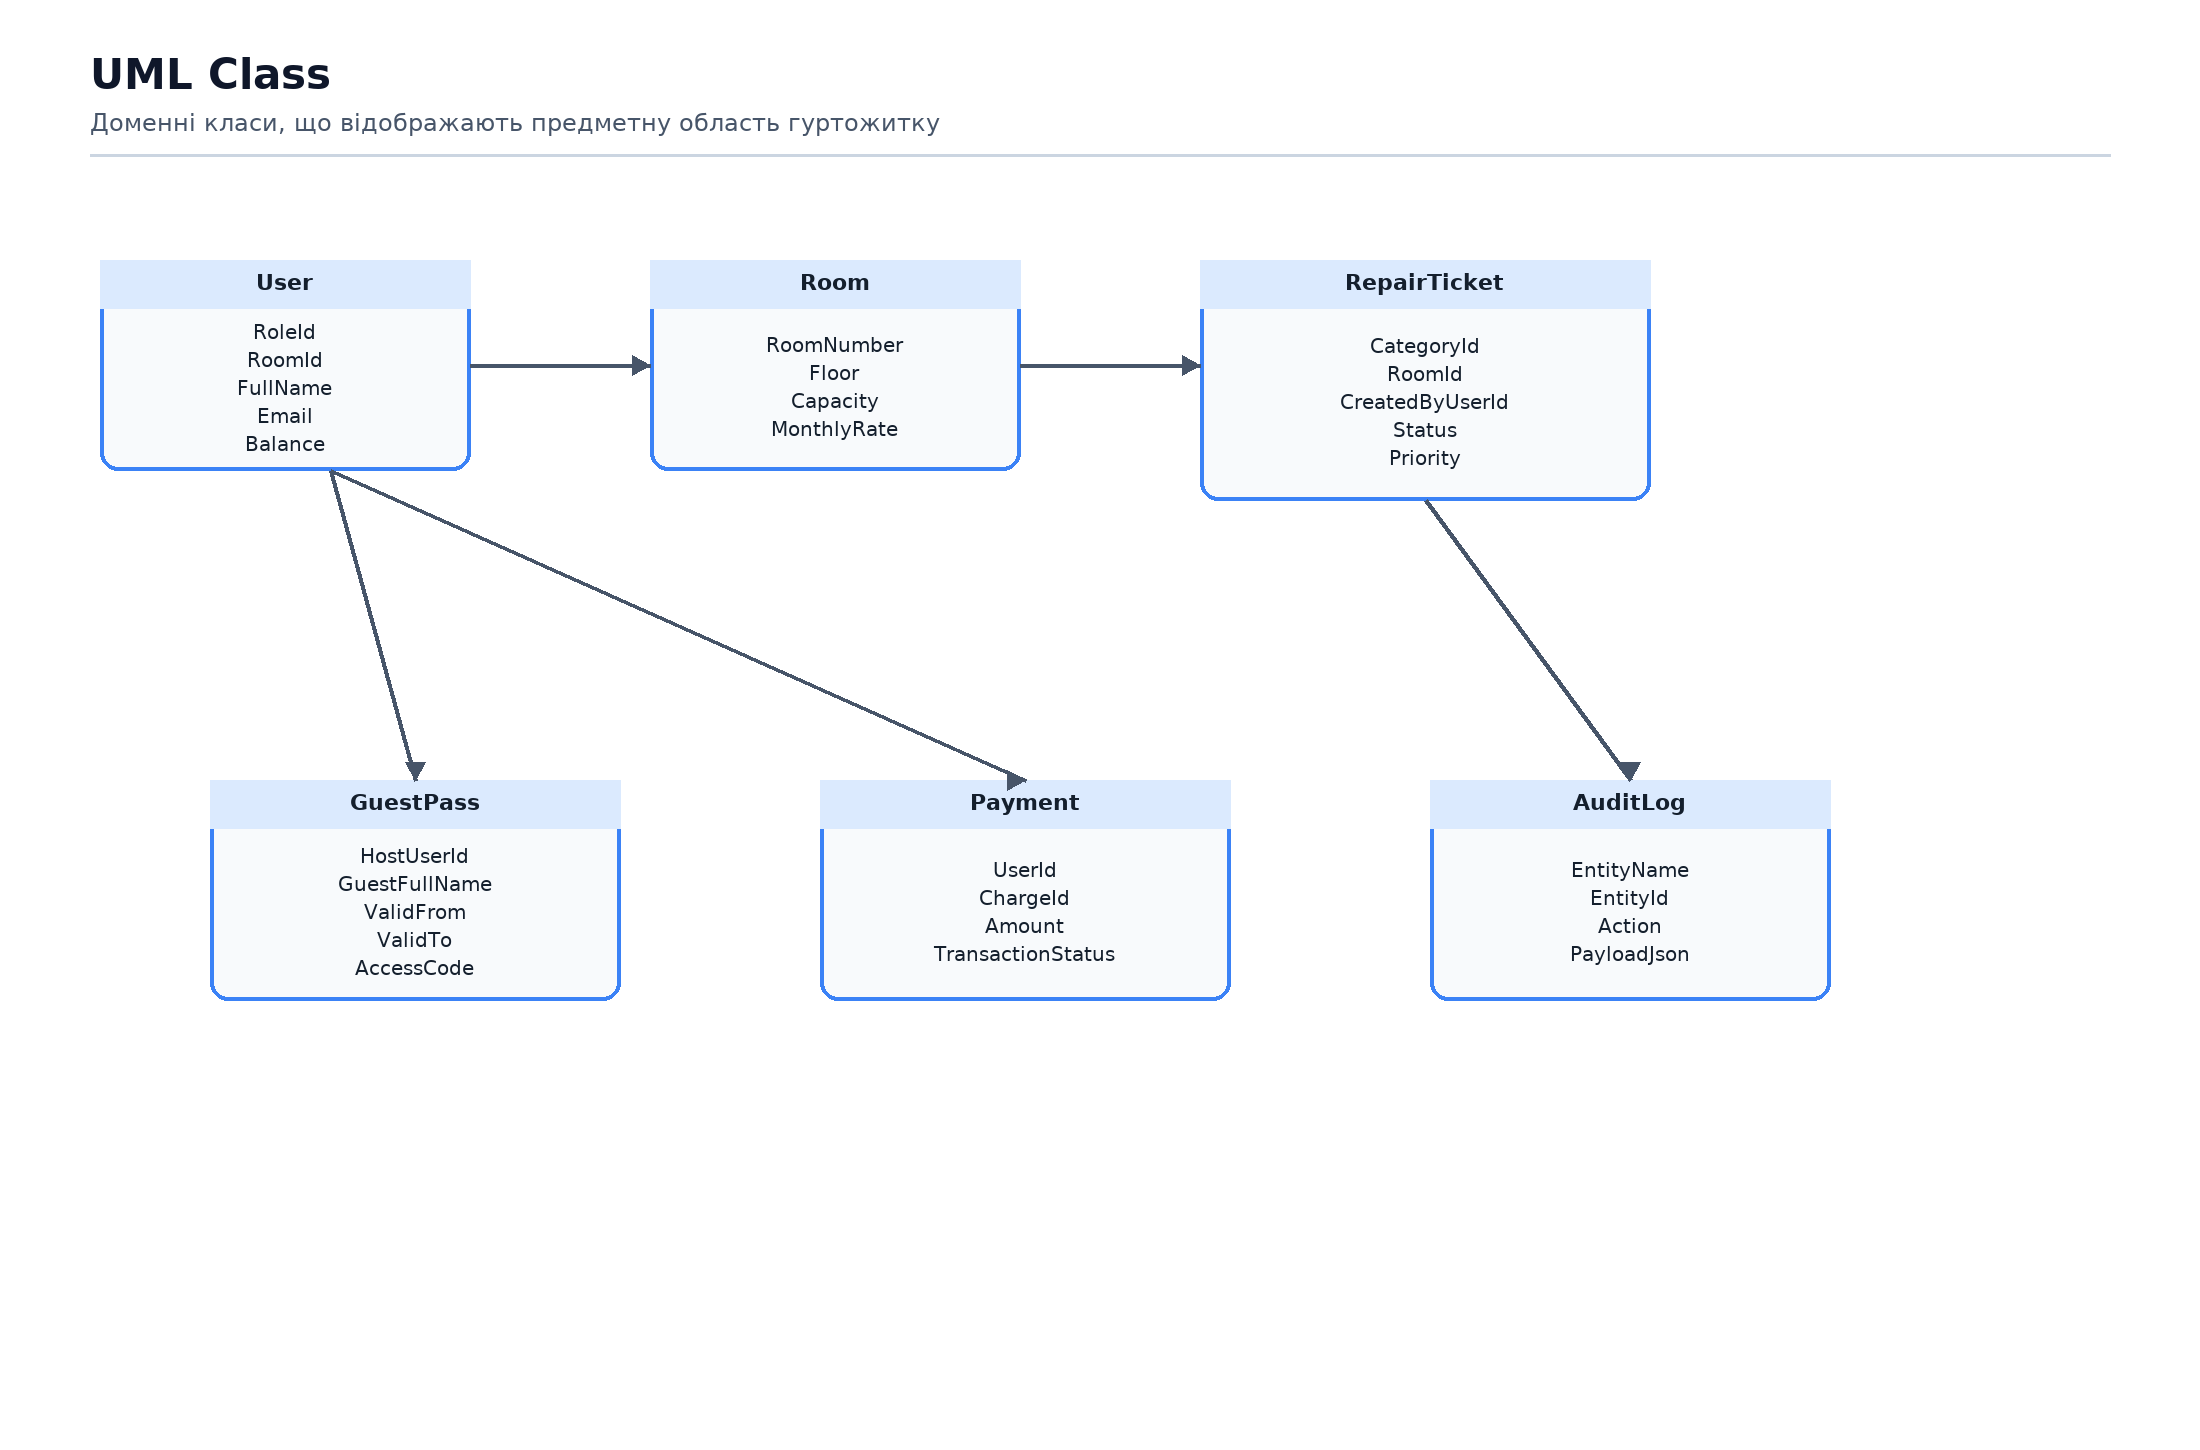 UML Class
Доменні класи, що відображають предметну область гуртожитку
User
RoleId
RoomId
FullName
Email
Balance
Room
RoomNumber
Floor
Capacity
MonthlyRate
RepairTicket
CategoryId
RoomId
CreatedByUserId
Status
Priority
GuestPass
HostUserId
GuestFullName
ValidFrom
ValidTo
AccessCode
Payment
UserId
ChargeId
Amount
TransactionStatus
AuditLog
EntityName
EntityId
Action
PayloadJson